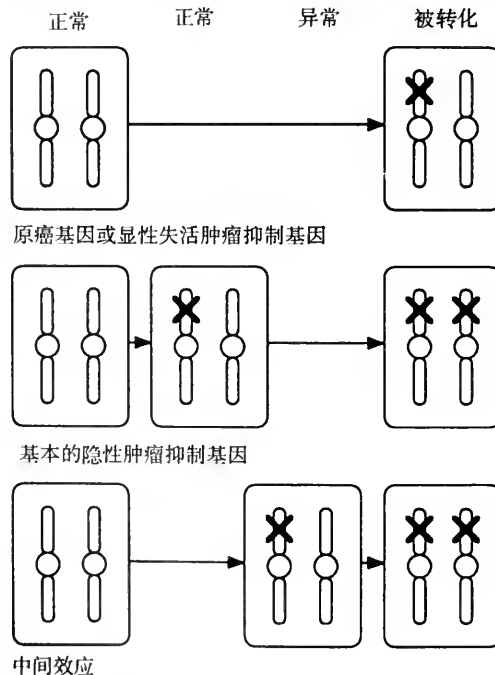 正常 正常 异常 被转化
原癌基因或显性失活肿瘤抑制基因
基本的隐性肿瘤抑制基因
中间效应